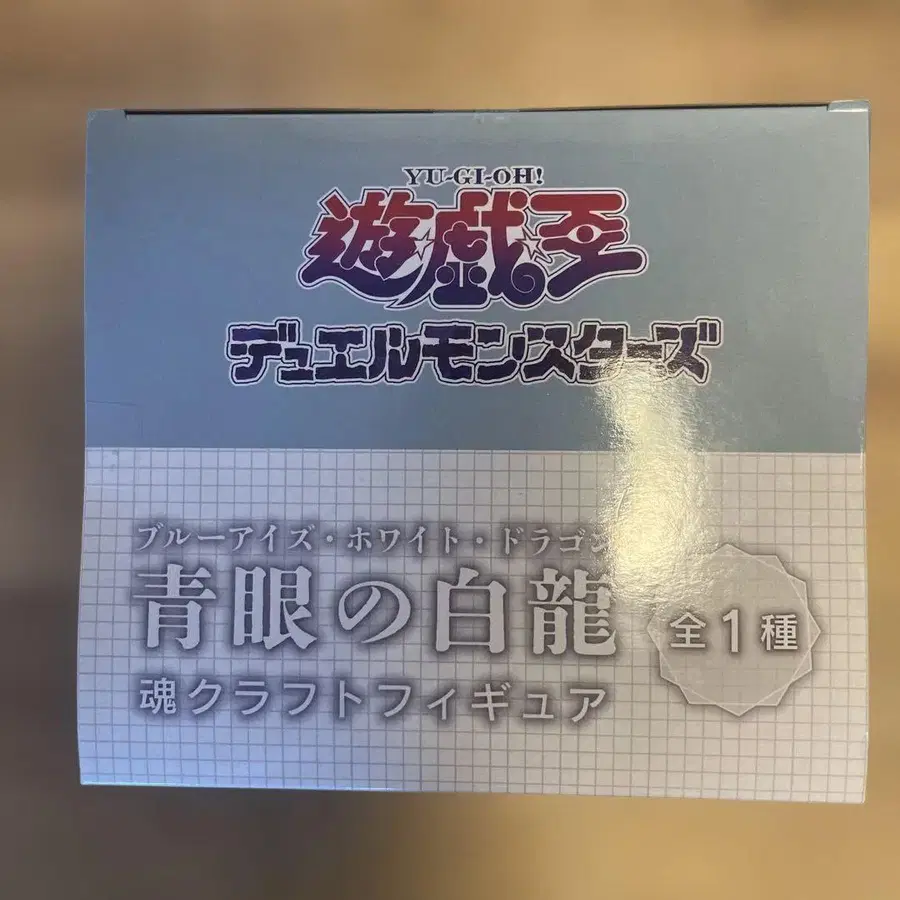 YU-GI-OH!
遊戯王
デュエルモンスターズ
ブルーアイズ・ホワイト・ドラゴン
青眼の白龍
全1種
魂クラフトフィギュア